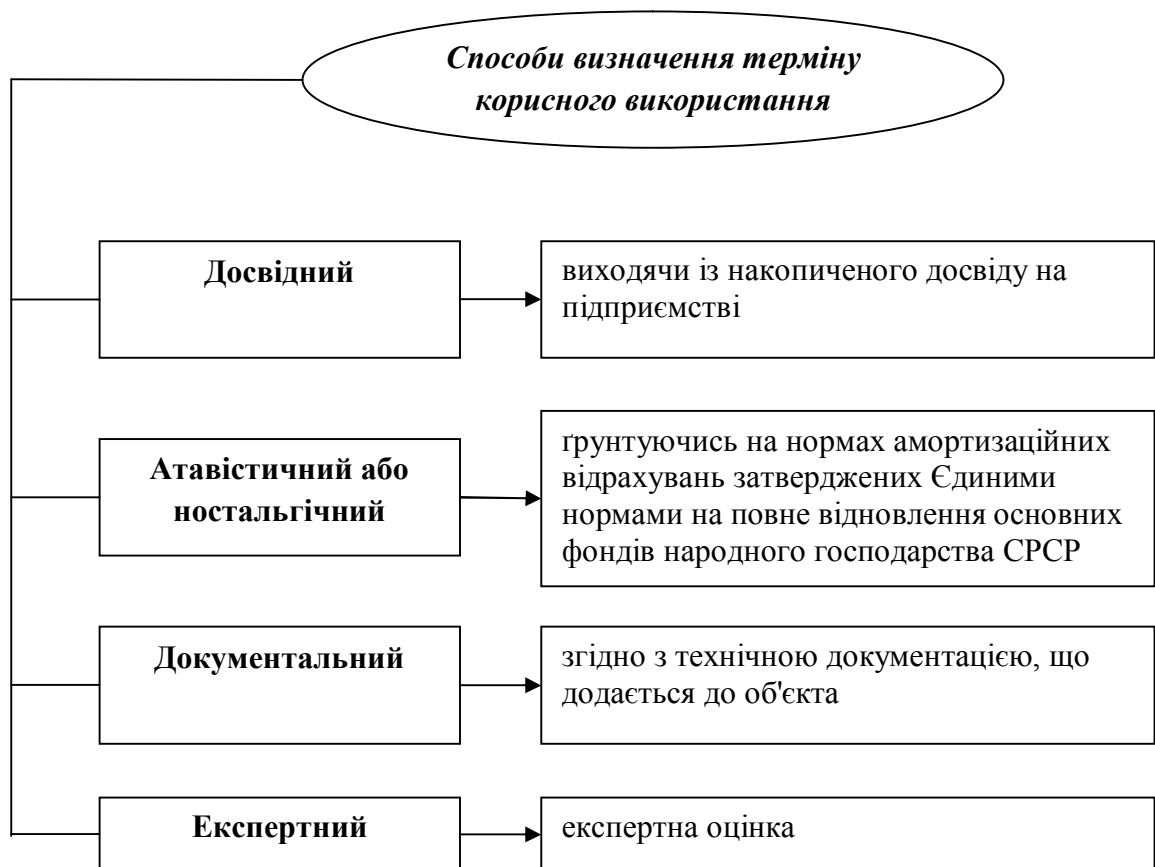 Способи визначення терміну
корисного використання
Досвідний
виходячи із накопиченого досвіду на
підприємстві
Атавістичний або
ностальгічний
ґрунтуючись на нормах амортизаційних
відрахувань затверджених Єдиними
нормами на повне відновлення основних
фондів народного господарства СРСР
Документальний
згідно з технічною документацією, що
додається до об'єкта
Експертний
експертна оцінка